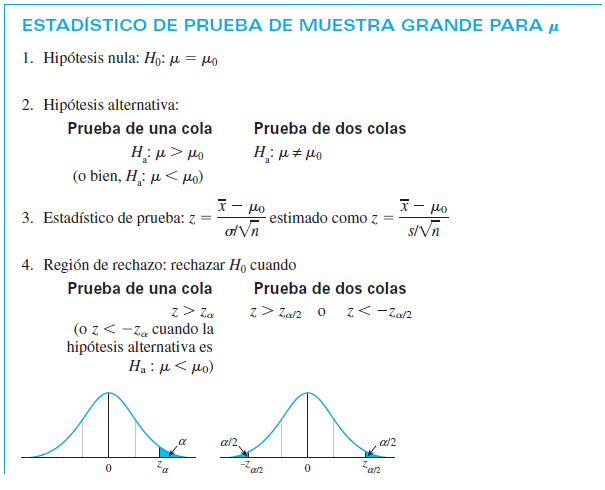 ESTADÍSTICO DE PRUEBA DE MUESTRA GRANDE PARA μ
1. Hipótesis nula: H₀: μ = μ₀
2. Hipótesis alternativa:
Prueba de una cola Prueba de dos colas
Hₐ: μ > μ₀ Hₐ: μ ≠ μ₀
(o bien, Hₐ: μ < μ₀)
3. Estadístico de prueba: z = (x̄ − μ₀)/(σ/√n) estimado como z = (x̄ − μ₀)/(s/√n)
4. Región de rechazo: rechazar H₀ cuando
Prueba de una cola Prueba de dos colas
z > z_α z > z_α/2 o z < −z_α/2
(o z < −z_α cuando la
hipótesis alternativa es
Hₐ : μ < μ₀)
α α/2 α/2
0 z_α −z_α/2 0 z_α/2